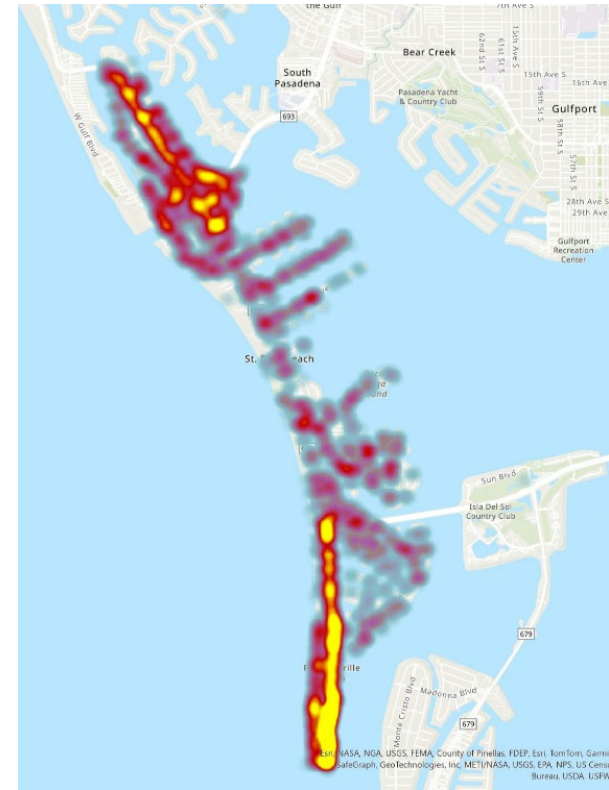 the Gulf
7th Ave S
Bear Creek
62nd St S
61st St S
15th Ave S
15th Ave S
16th Ave
59th St S
South
Pasadena
Pasadena Yacht
& Country Club
Gulfport
58th St S
57th St S
693
W Gulf Blvd
28th Ave S
29th Ave
Gulfport
Recreation
Center
St.
each
Sun Blvd
Isla Del Sol
Country Club
679
Madonna Blvd
Monte Cristo Blvd
679
Esri, NASA, NGA, USGS, FEMA, County of Pinellas, FDEP, Esri, TomTom, Garmi
SafeGraph, GeoTechnologies, Inc, METI/NASA, USGS, EPA, NPS, US Censu
Bureau, USDA, USFW